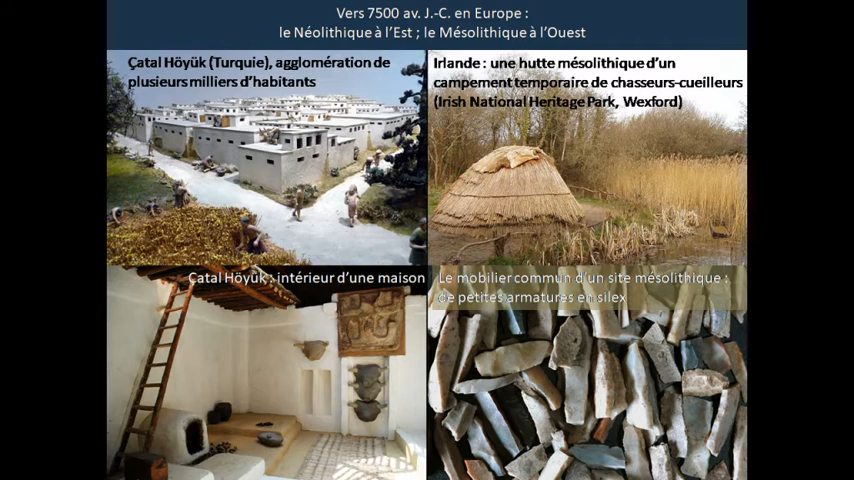 Vers 7500 av. J.-C. en Europe :
le Néolithique à l'Est ; le Mésolithique à l'Ouest
Çatal Höyük (Turquie), agglomération de
plusieurs milliers d'habitants
Irlande : une hutte mésolithique d'un
campement temporaire de chasseurs-cueilleurs
(Irish National Heritage Park, Wexford)
Çatal Höyük : intérieur d'une maison
Le mobilier commun d'un site mésolithique :
de petites armatures en silex